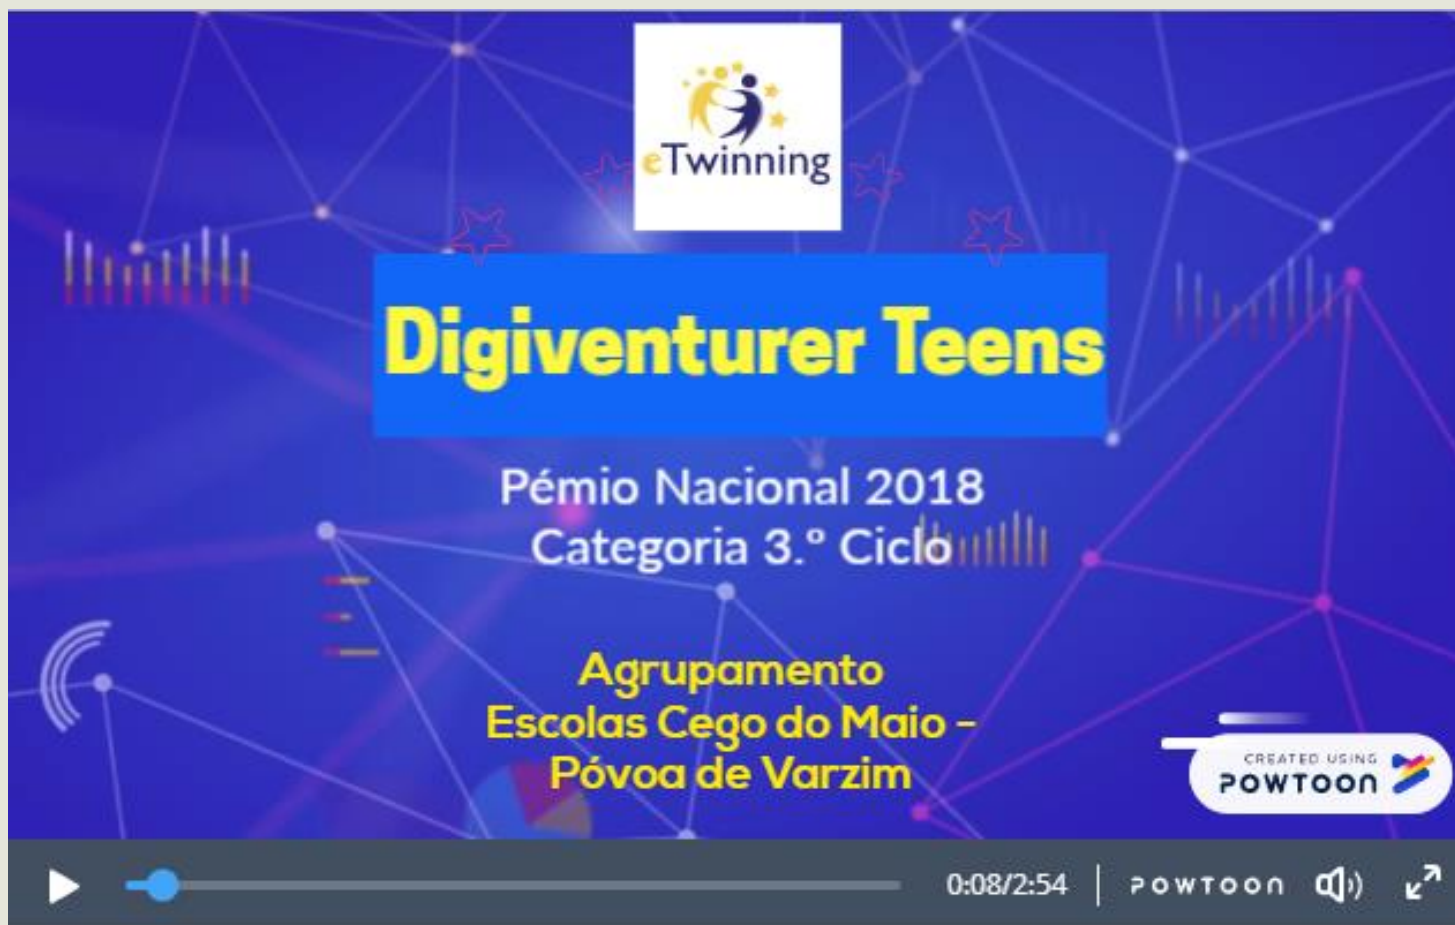 eTwinning
Digiventurer Teens
Pémio Nacional 2018
Categoria 3.º Ciclo
Agrupamento
Escolas Cego do Maio -
Póvoa de Varzim
CREATED USING
POWTOON
0:08/2:54 | POWTOON